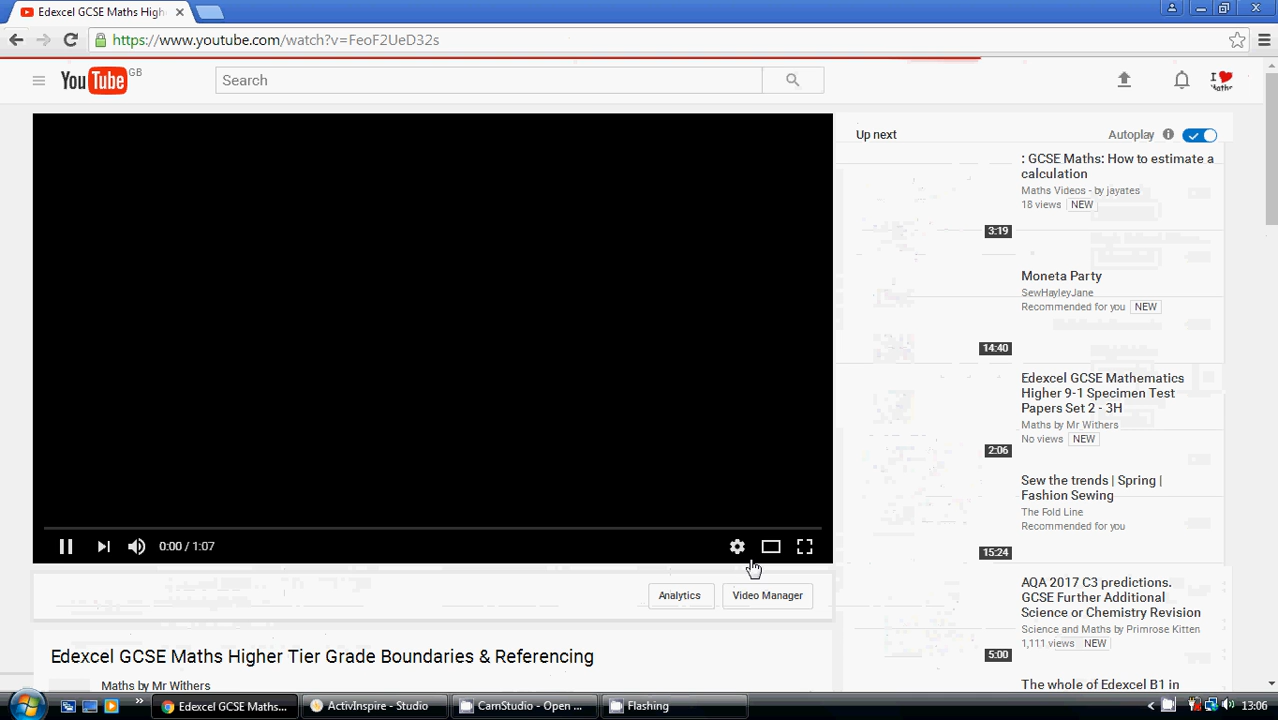 Edexcel GCSE Maths High
https://www.youtube.com/watch?v=FeoF2UeD32s
YouTube GB
Search
I ♥ Maths
Up next
Autoplay
: GCSE Maths: How to estimate a
calculation
Maths Videos - by jayates
18 views NEW
3:19
Moneta Party
SewHayleyJane
Recommended for you NEW
14:40
Edexcel GCSE Mathematics
Higher 9-1 Specimen Test
Papers Set 2 - 3H
Maths by Mr Withers
No views NEW
2:06
Sew the trends | Spring |
Fashion Sewing
The Fold Line
Recommended for you
15:24
AQA 2017 C3 predictions.
GCSE Further Additional
Science or Chemistry Revision
Science and Maths by Primrose Kitten
1,111 views NEW
5:00
The whole of Edexcel B1 in
0:00 / 1:07
Analytics
Video Manager
Edexcel GCSE Maths Higher Tier Grade Boundaries & Referencing
Maths by Mr Withers
Edexcel GCSE Maths...
ActivInspire - Studio
CamStudio - Open ...
Flashing
13:06